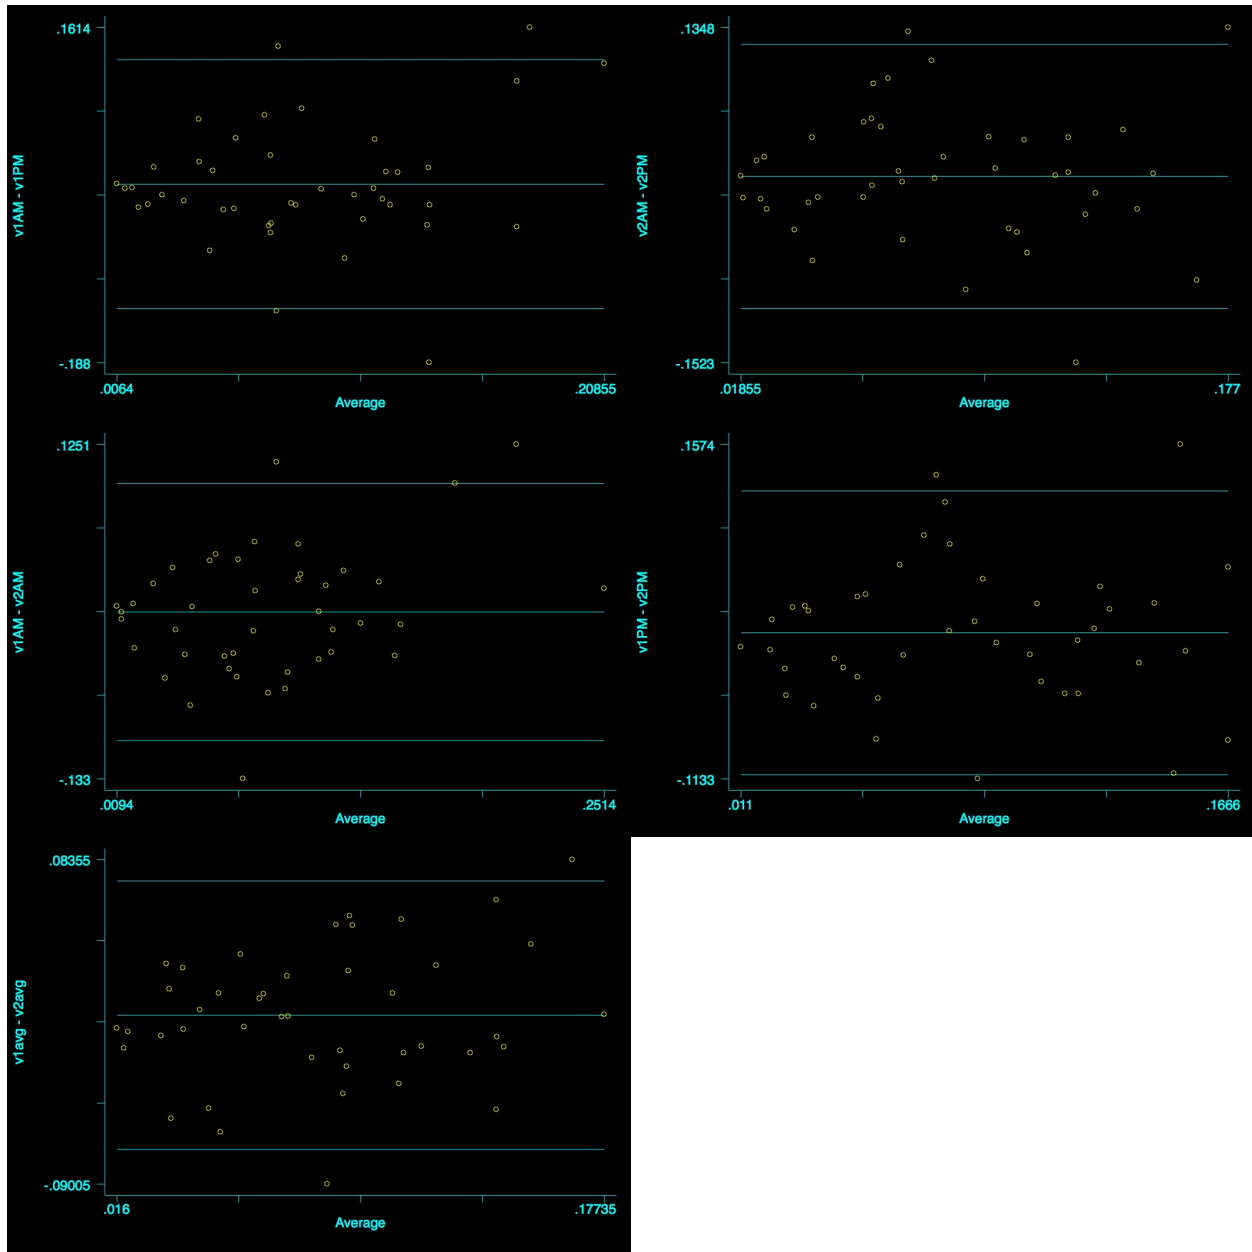 .1614
v1AM - v1PM
-.188
.0064
.20855
Average
.1348
v2AM - v2PM
-.1523
.01855
.177
Average
.1251
v1AM - v2AM
-.133
.0094
.2514
Average
.1574
v1PM - v2PM
-.1133
.011
.1666
Average
.08355
v1avg - v2avg
-.09005
.016
.17735
Average